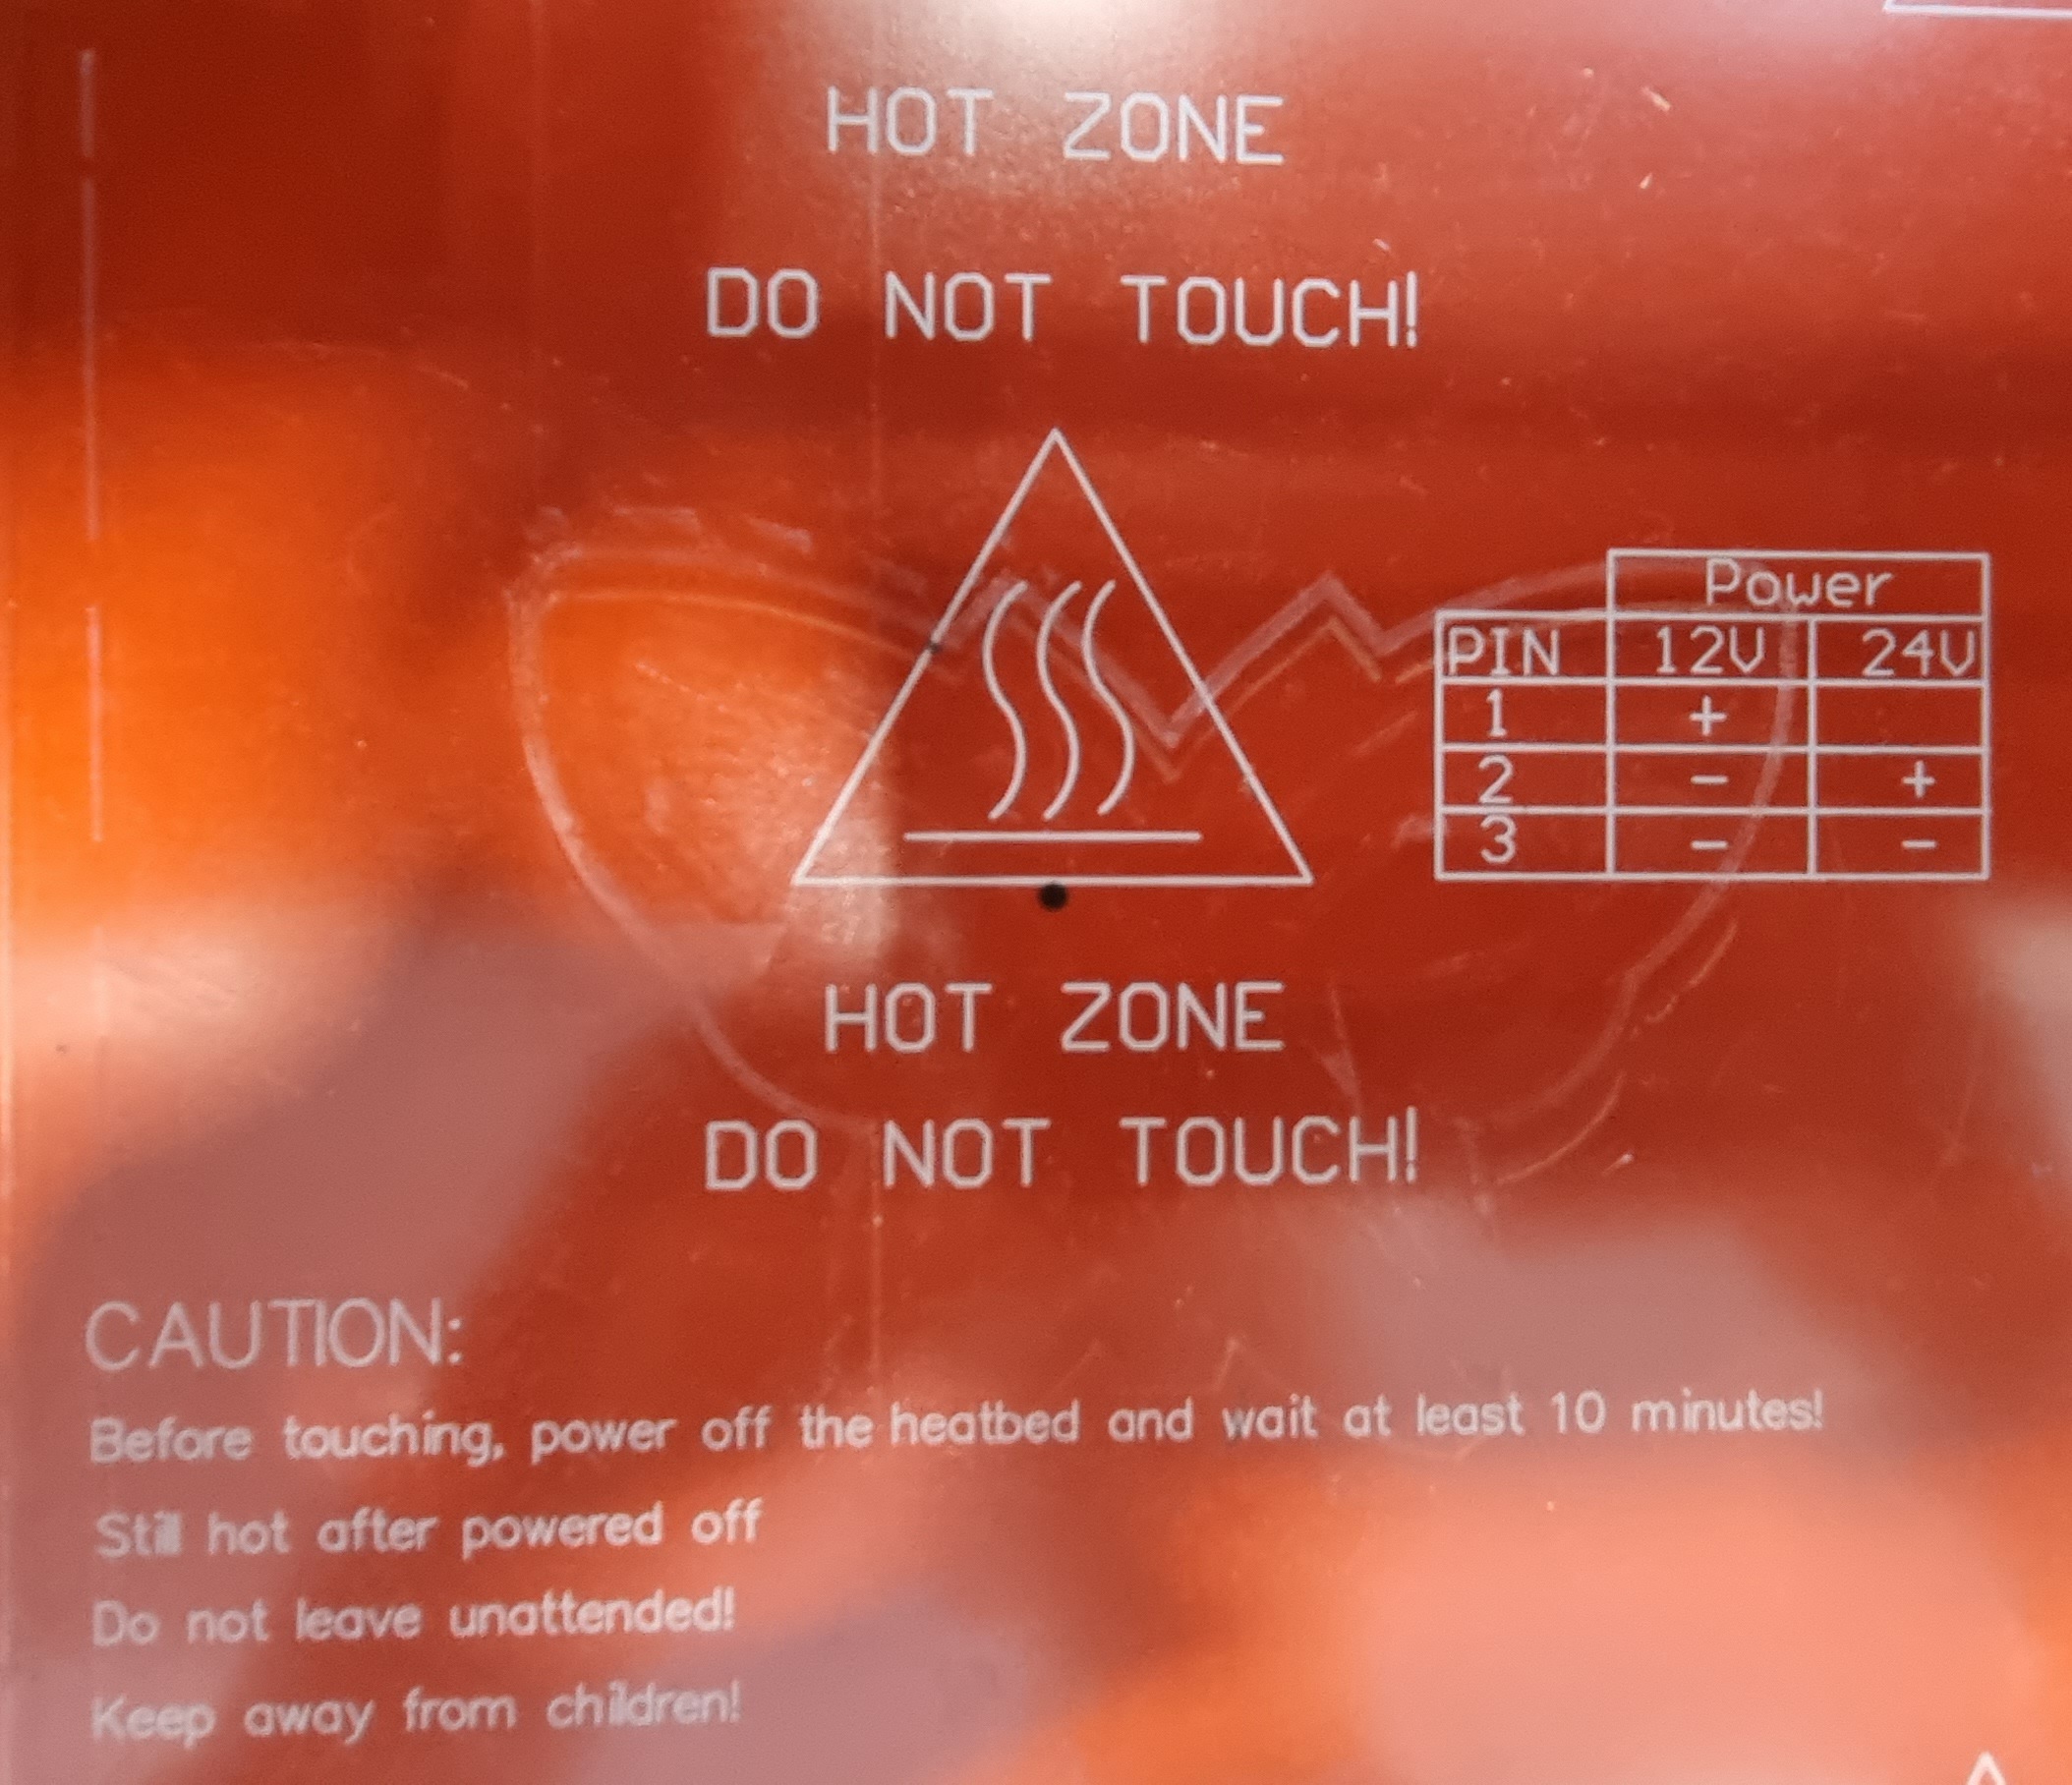 HOT ZONE
DO NOT TOUCH!
Power
PIN 12V 24V
1 +
2 - +
3 - -
HOT ZONE
DO NOT TOUCH!
CAUTION:
Before touching, power off the heatbed and wait at least 10 minutes!
Still hot after powered off
Do not leave unattended!
Keep away from children!